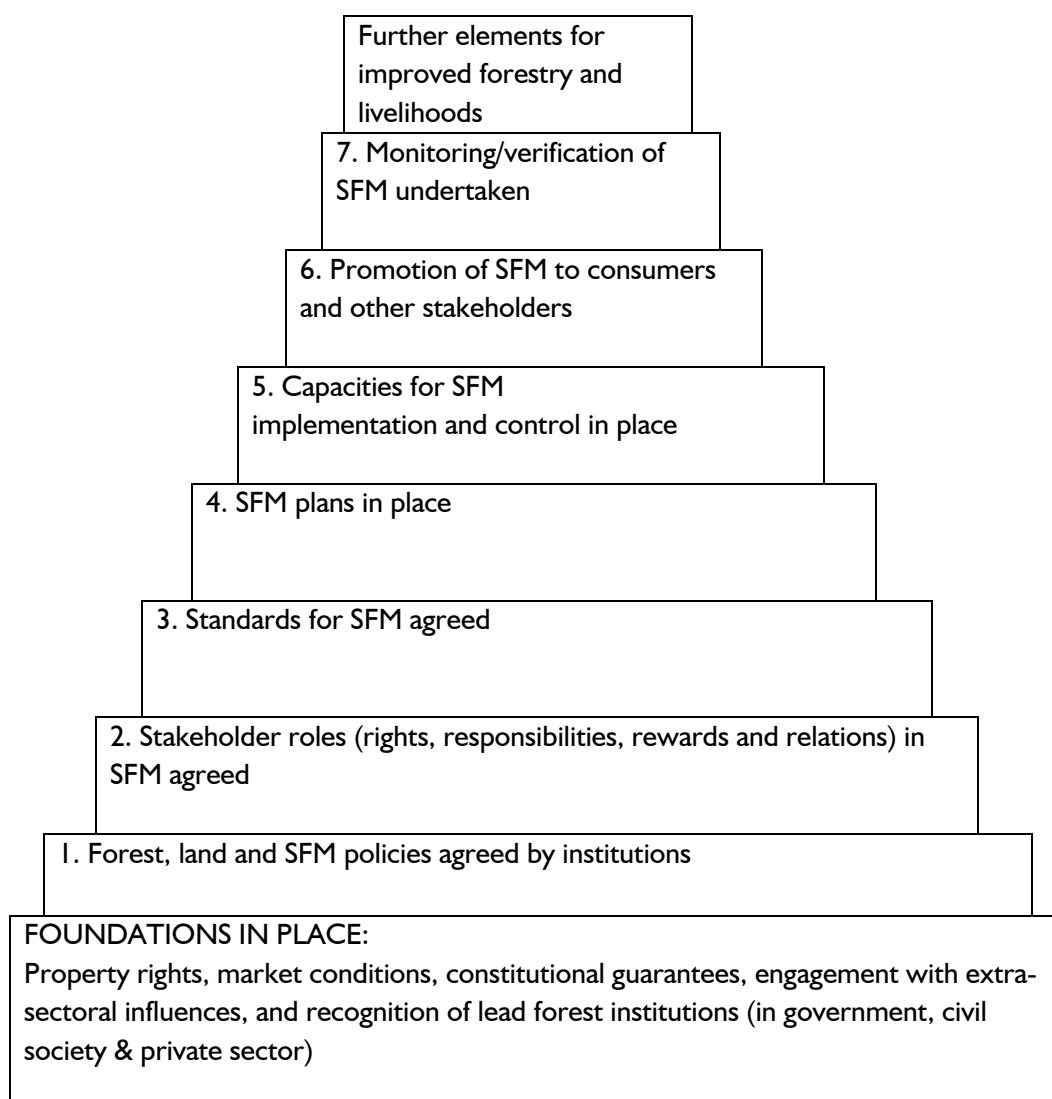 Further elements for
improved forestry and
livelihoods
7. Monitoring/verification of
SFM undertaken
6. Promotion of SFM to consumers
and other stakeholders
5. Capacities for SFM
implementation and control in place
4. SFM plans in place
3. Standards for SFM agreed
2. Stakeholder roles (rights, responsibilities, rewards and relations) in
SFM agreed
1. Forest, land and SFM policies agreed by institutions
FOUNDATIONS IN PLACE:
Property rights, market conditions, constitutional guarantees, engagement with extra-
sectoral influences, and recognition of lead forest institutions (in government, civil
society & private sector)